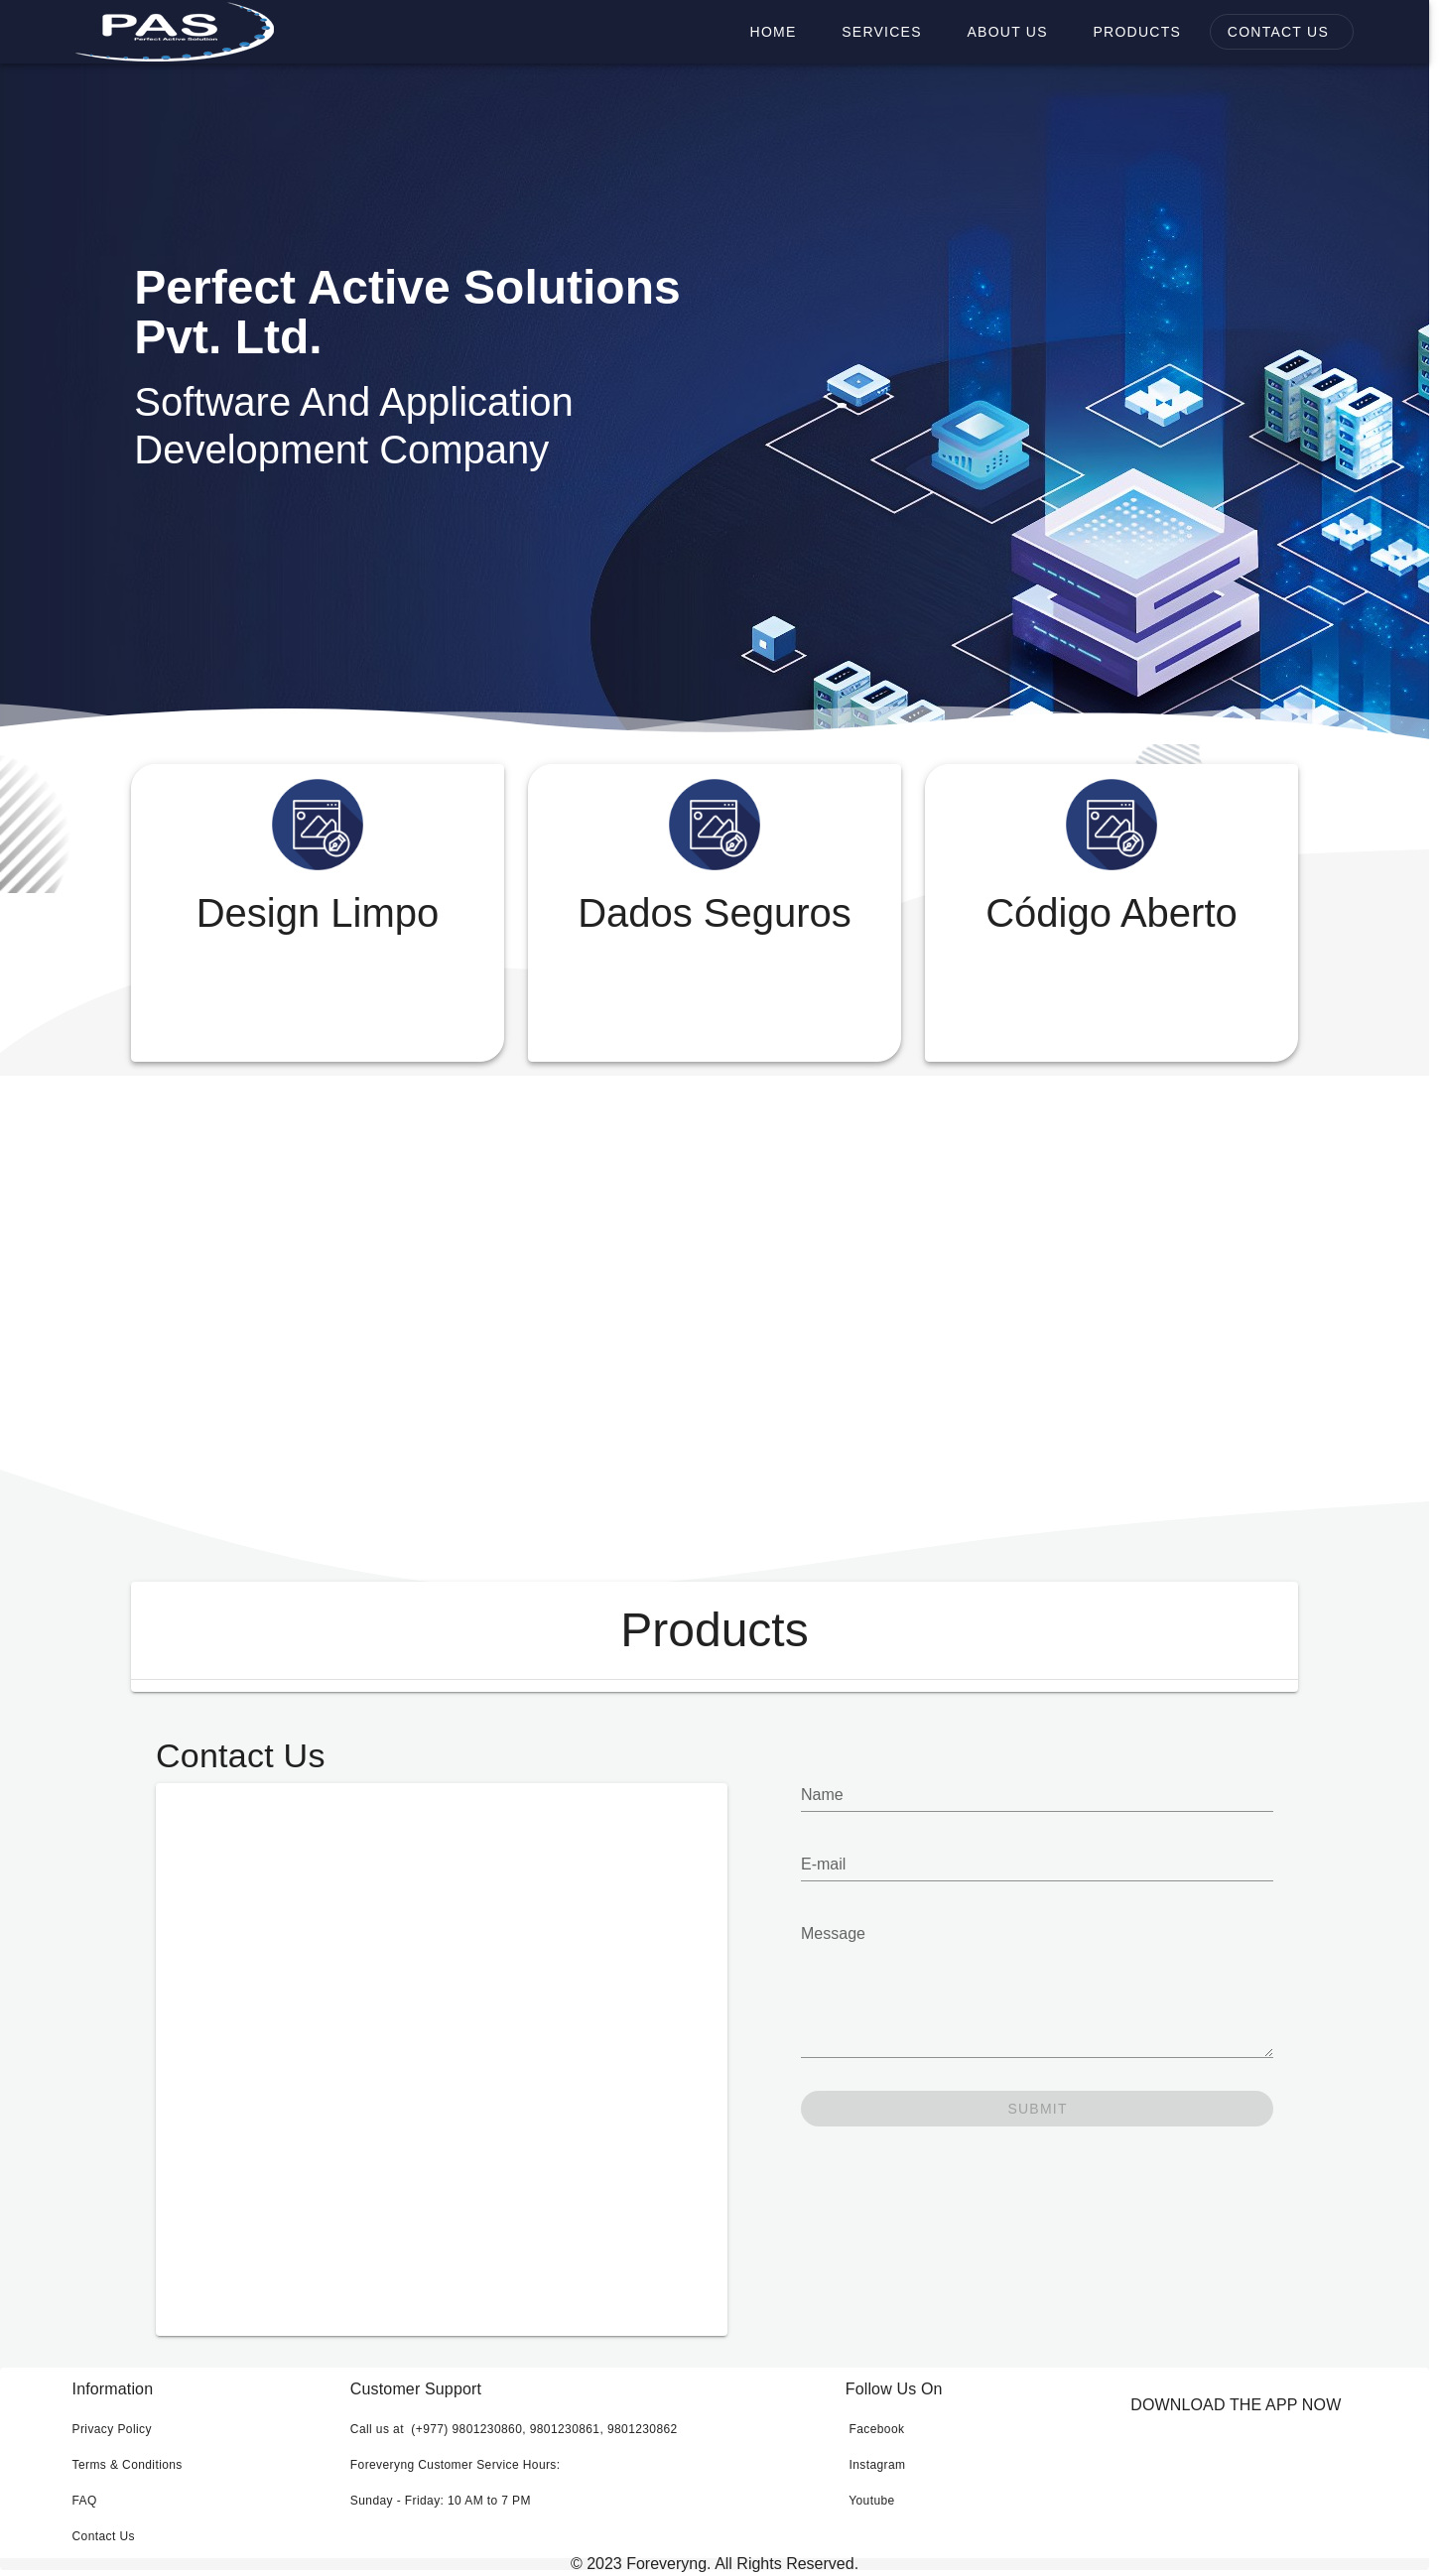 PAS
Perfect Active Solution
HOME SERVICES ABOUT US PRODUCTS CONTACT US
Perfect Active Solutions
Pvt. Ltd.
Software And Application
Development Company
Design Limpo
Dados Seguros
Código Aberto
Products
Contact Us
Name
E-mail
Message
SUBMIT
Information
Privacy Policy
Terms & Conditions
FAQ
Contact Us
Customer Support
Call us at (+977) 9801230860, 9801230861, 9801230862
Foreveryng Customer Service Hours:
Sunday - Friday: 10 AM to 7 PM
Follow Us On
Facebook
Instagram
Youtube
DOWNLOAD THE APP NOW
© 2023 Foreveryng. All Rights Reserved.